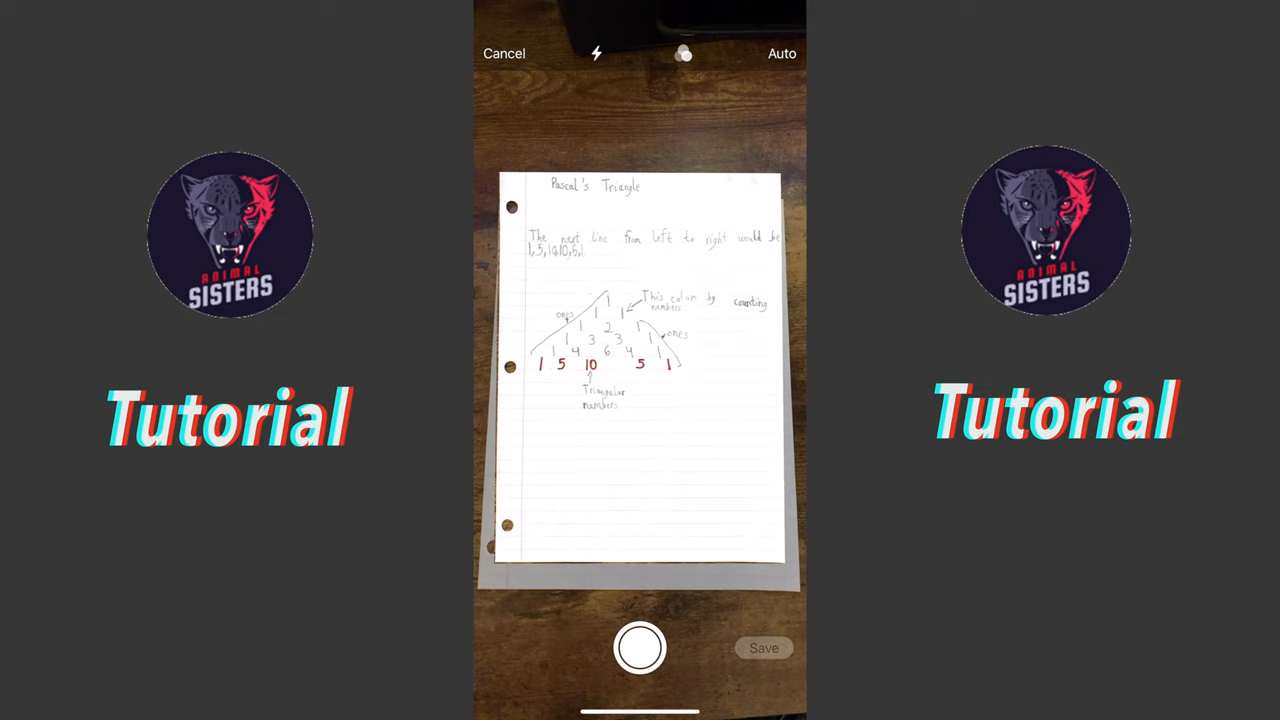 Cancel
Auto
Pascal's Triangle
The next line from left to right would be
1,5,10,10,5,1
1
This colum by counting
numbers
1 1
ones
1 2 1
ones
1 3 3 1
1 4 6 4 1
1 5 10 5 1
Triangular
numbers
Save
ANIMAL
SISTERS
Tutorial
ANIMAL
SISTERS
Tutorial